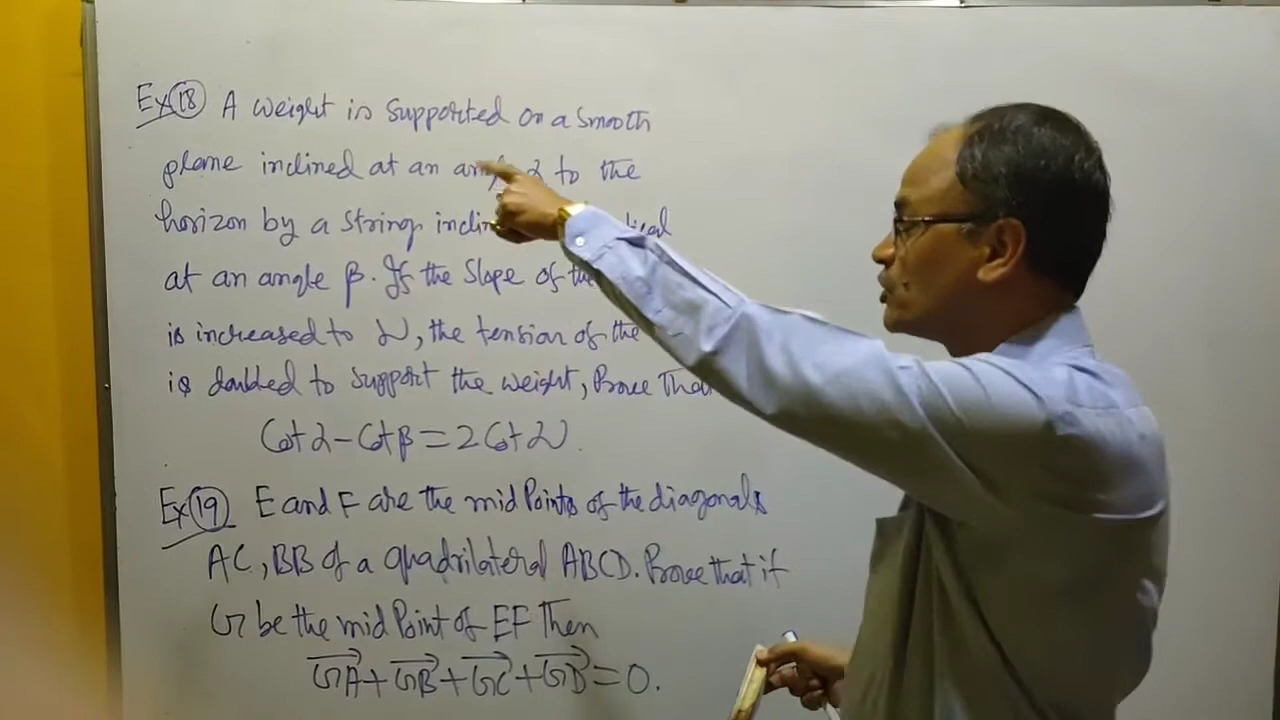 Ex 18 A weight is supported on a smooth
plane inclined at an α to the
horizon by a string
at an angle β. If the slope of
is increased to ν, the tension of the
is doubled to support the weight, Prove that
Cot α - Cot β = 2 Cot ν.
Ex 19 E and F are the mid Points of the diagonals
AC, BB of a quadrilateral ABCD. Prove that if
G be the mid Point of EF Then
GA + GB + GC + GD = 0.